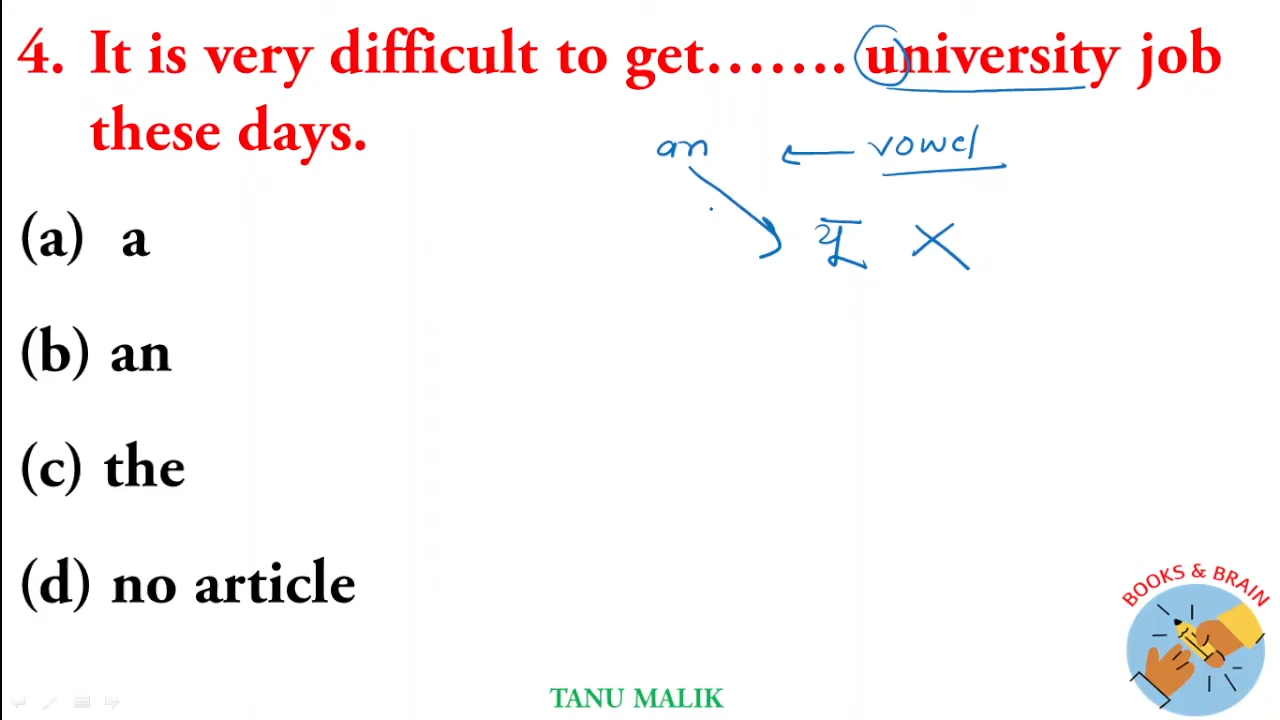 4. It is very difficult to get....... university job
these days.
an ← vowel
यू X
(a) a
(b) an
(c) the
(d) no article
BOOKS & BRAIN
TANU MALIK